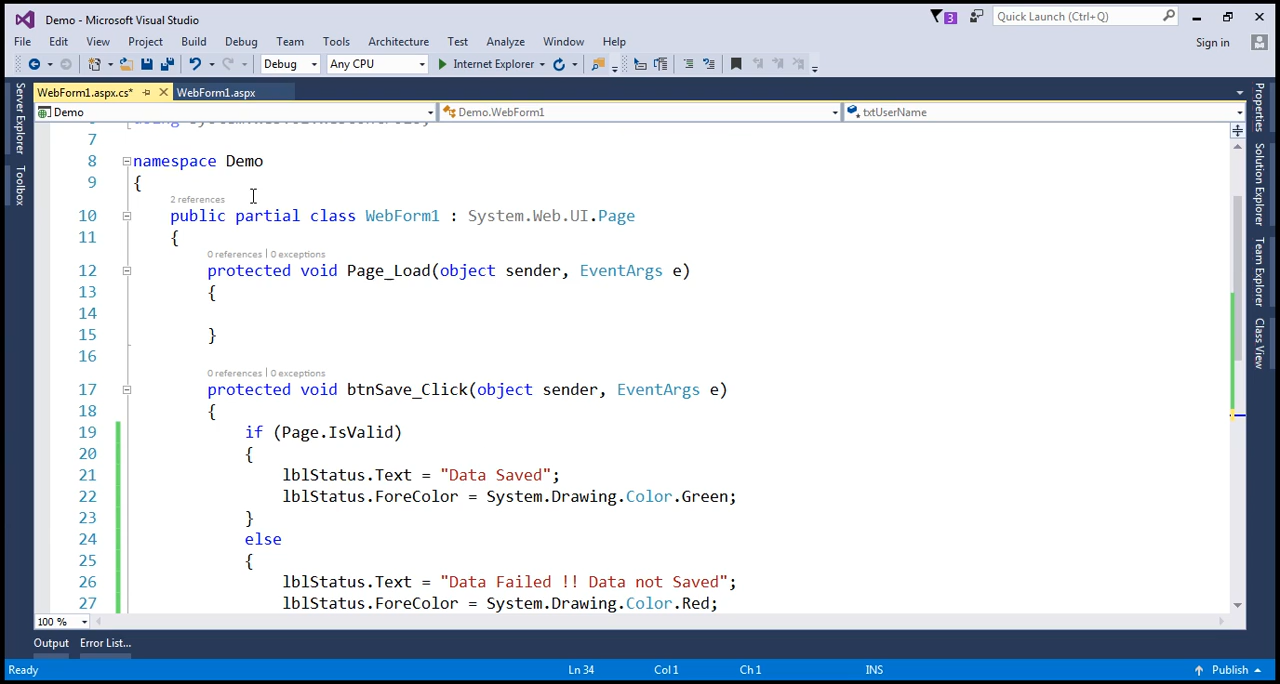 Demo - Microsoft Visual Studio
3
Quick Launch (Ctrl+Q)
File Edit View Project Build Debug Team Tools Architecture Test Analyze Window Help
Sign in
Debug Any CPU Internet Explorer
WebForm1.aspx.cs* WebForm1.aspx
Demo Demo.WebForm1 txtUserName
Server Explorer
Toolbox
Properties
Solution Explorer
Team Explorer
Class View
7
8 namespace Demo
9 {
2 references
10 public partial class WebForm1 : System.Web.UI.Page
11 {
0 references | 0 exceptions
12 protected void Page_Load(object sender, EventArgs e)
13 {
14
15 }
16
0 references | 0 exceptions
17 protected void btnSave_Click(object sender, EventArgs e)
18 {
19 if (Page.IsValid)
20 {
21 lblStatus.Text = "Data Saved";
22 lblStatus.ForeColor = System.Drawing.Color.Green;
23 }
24 else
25 {
26 lblStatus.Text = "Data Failed !! Data not Saved";
27 lblStatus.ForeColor = System.Drawing.Color.Red;
100 %
Output Error List...
Ready Ln 34 Col 1 Ch 1 INS Publish